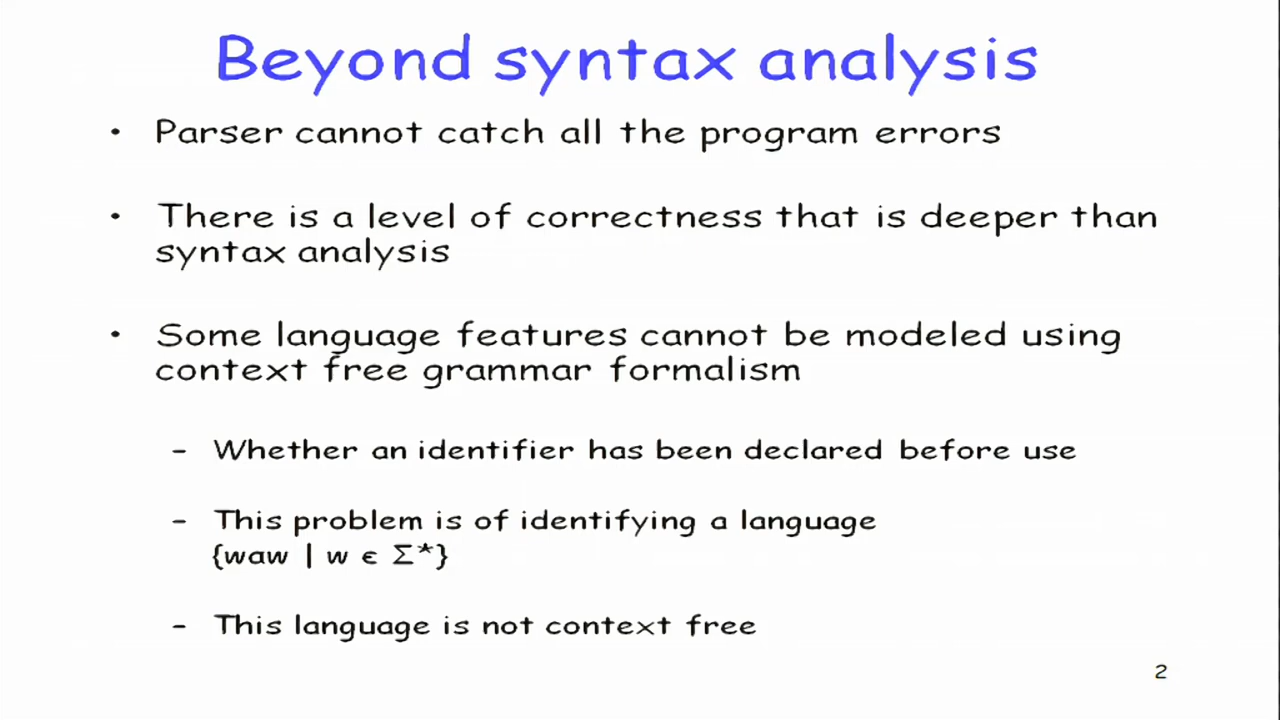 Beyond syntax analysis
• Parser cannot catch all the program errors
• There is a level of correctness that is deeper than
syntax analysis
• Some language features cannot be modeled using
context free grammar formalism
– Whether an identifier has been declared before use
– This problem is of identifying a language
{waw | w є Σ*}
– This language is not context free
2